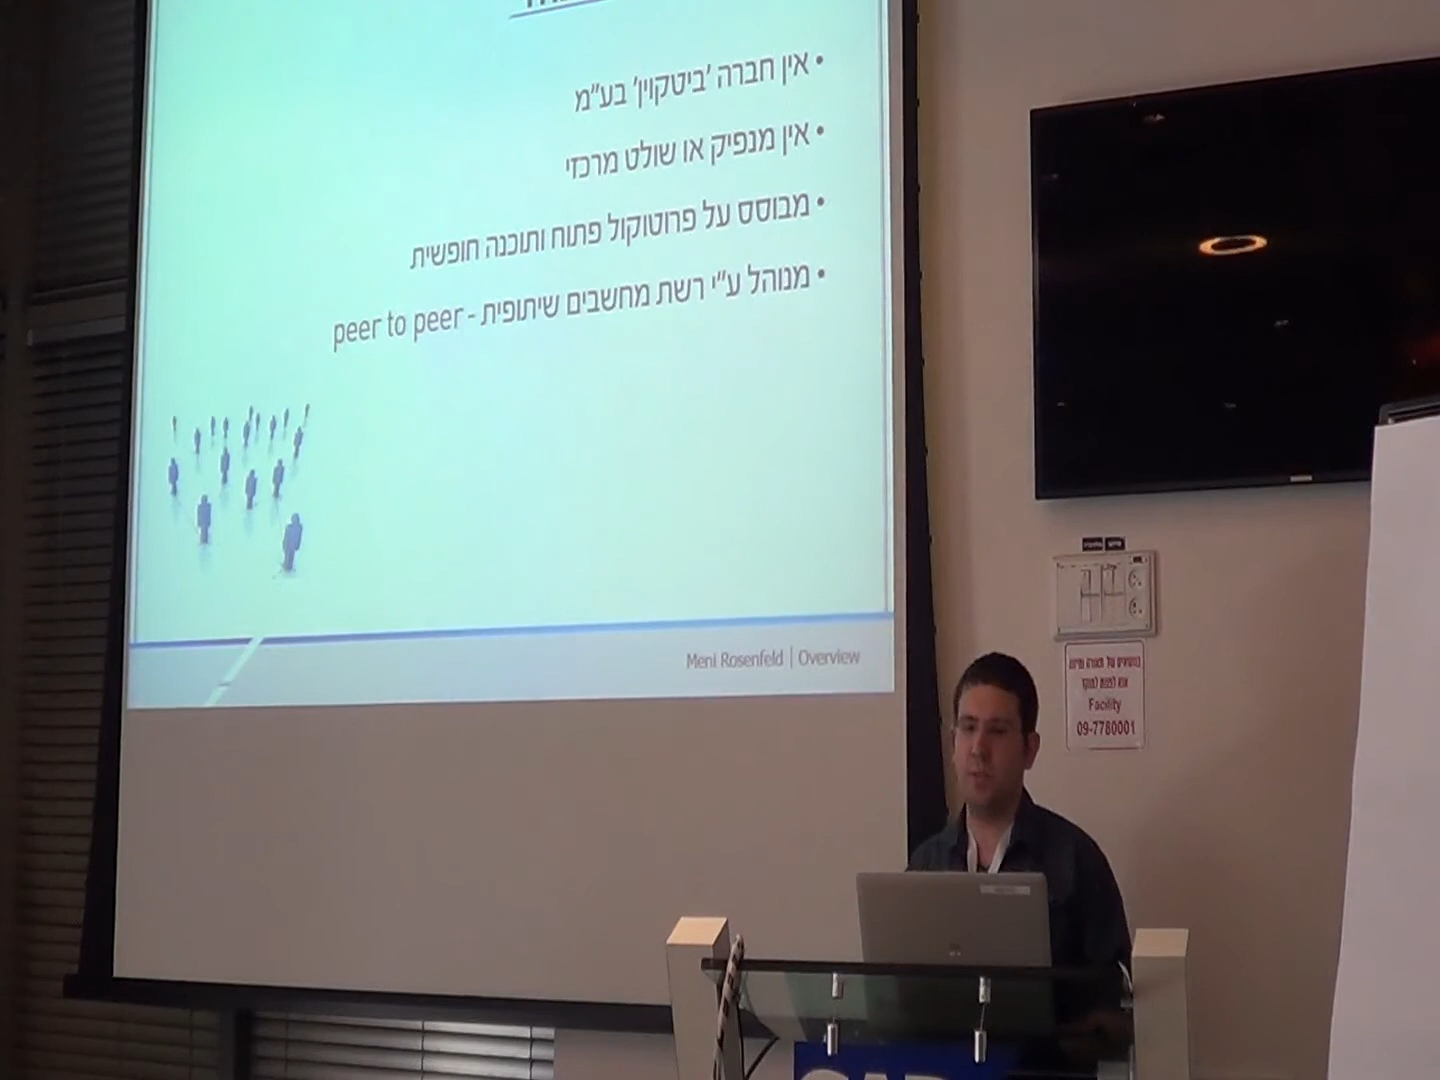 • אין חברה 'ביטקוין' בע"מ
• אין מנפיק או שולט מרכזי
• מבוסס על פרוטוקול פתוח ותוכנה חופשית
• מנוהל ע"י רשת מחשבים שיתופית - peer to peer
Meni Rosenfeld | Overview
Facility
09-7780001